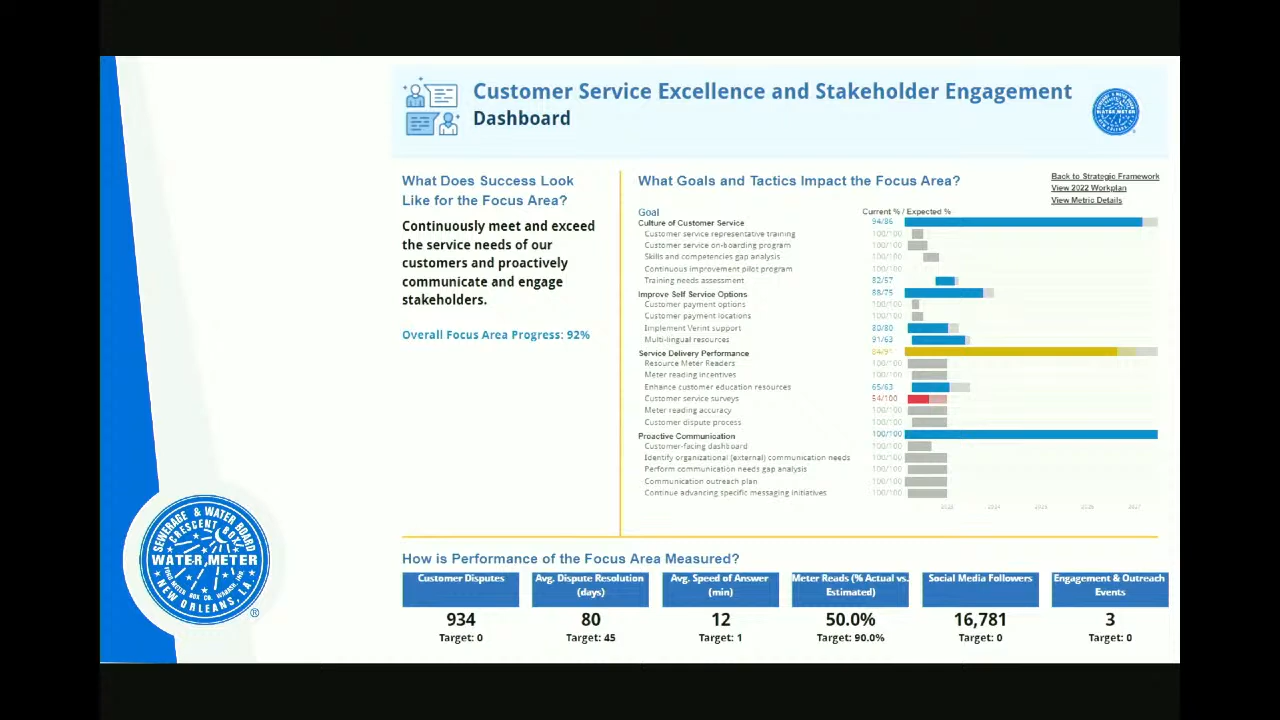 Customer Service Excellence and Stakeholder Engagement
Dashboard
What Does Success Look
Like for the Focus Area?
Continuously meet and exceed
the service needs of our
customers and proactively
communicate and engage
stakeholders.
Overall Focus Area Progress: 92%
What Goals and Tactics Impact the Focus Area?
Back to Strategic Framework
View 2022 Workplan
View Metric Details
Goal Current % / Expected %
Culture of Customer Service 94/86
Customer service representative training 100/100
Customer service on-boarding program 100/100
Skills and competencies gap analysis 100/100
Continuous improvement pilot program 100/100
Training needs assessment 82/57
Improve Self Service Options 88/75
Customer payment options 100/100
Customer payment locations 100/100
Implement Verint support 80/80
Multi-lingual resources 91/63
Service Delivery Performance 84/91
Resource Meter Readers 100/100
Meter reading incentives 100/100
Enhance customer education resources 65/63
Customer service surveys 54/100
Meter reading accuracy 100/100
Customer dispute process 100/100
Proactive Communication 100/100
Customer-facing dashboard 100/100
Identify organizational (external) communication needs 100/100
Perform communication needs gap analysis 100/100
Communication outreach plan 100/100
Continue advancing specific messaging initiatives 100/100
2023 2024 2025 2026 2027
How is Performance of the Focus Area Measured?
Customer Disputes
934
Target: 0
Avg. Dispute Resolution
(days)
80
Target: 45
Avg. Speed of Answer
(min)
12
Target: 1
Meter Reads (% Actual vs.
Estimated)
50.0%
Target: 90.0%
Social Media Followers
16,781
Target: 0
Engagement & Outreach
Events
3
Target: 0
SEWERAGE & WATER BOARD
CRESCENT BOX
WATER METER
NEW ORLEANS, LA.
®